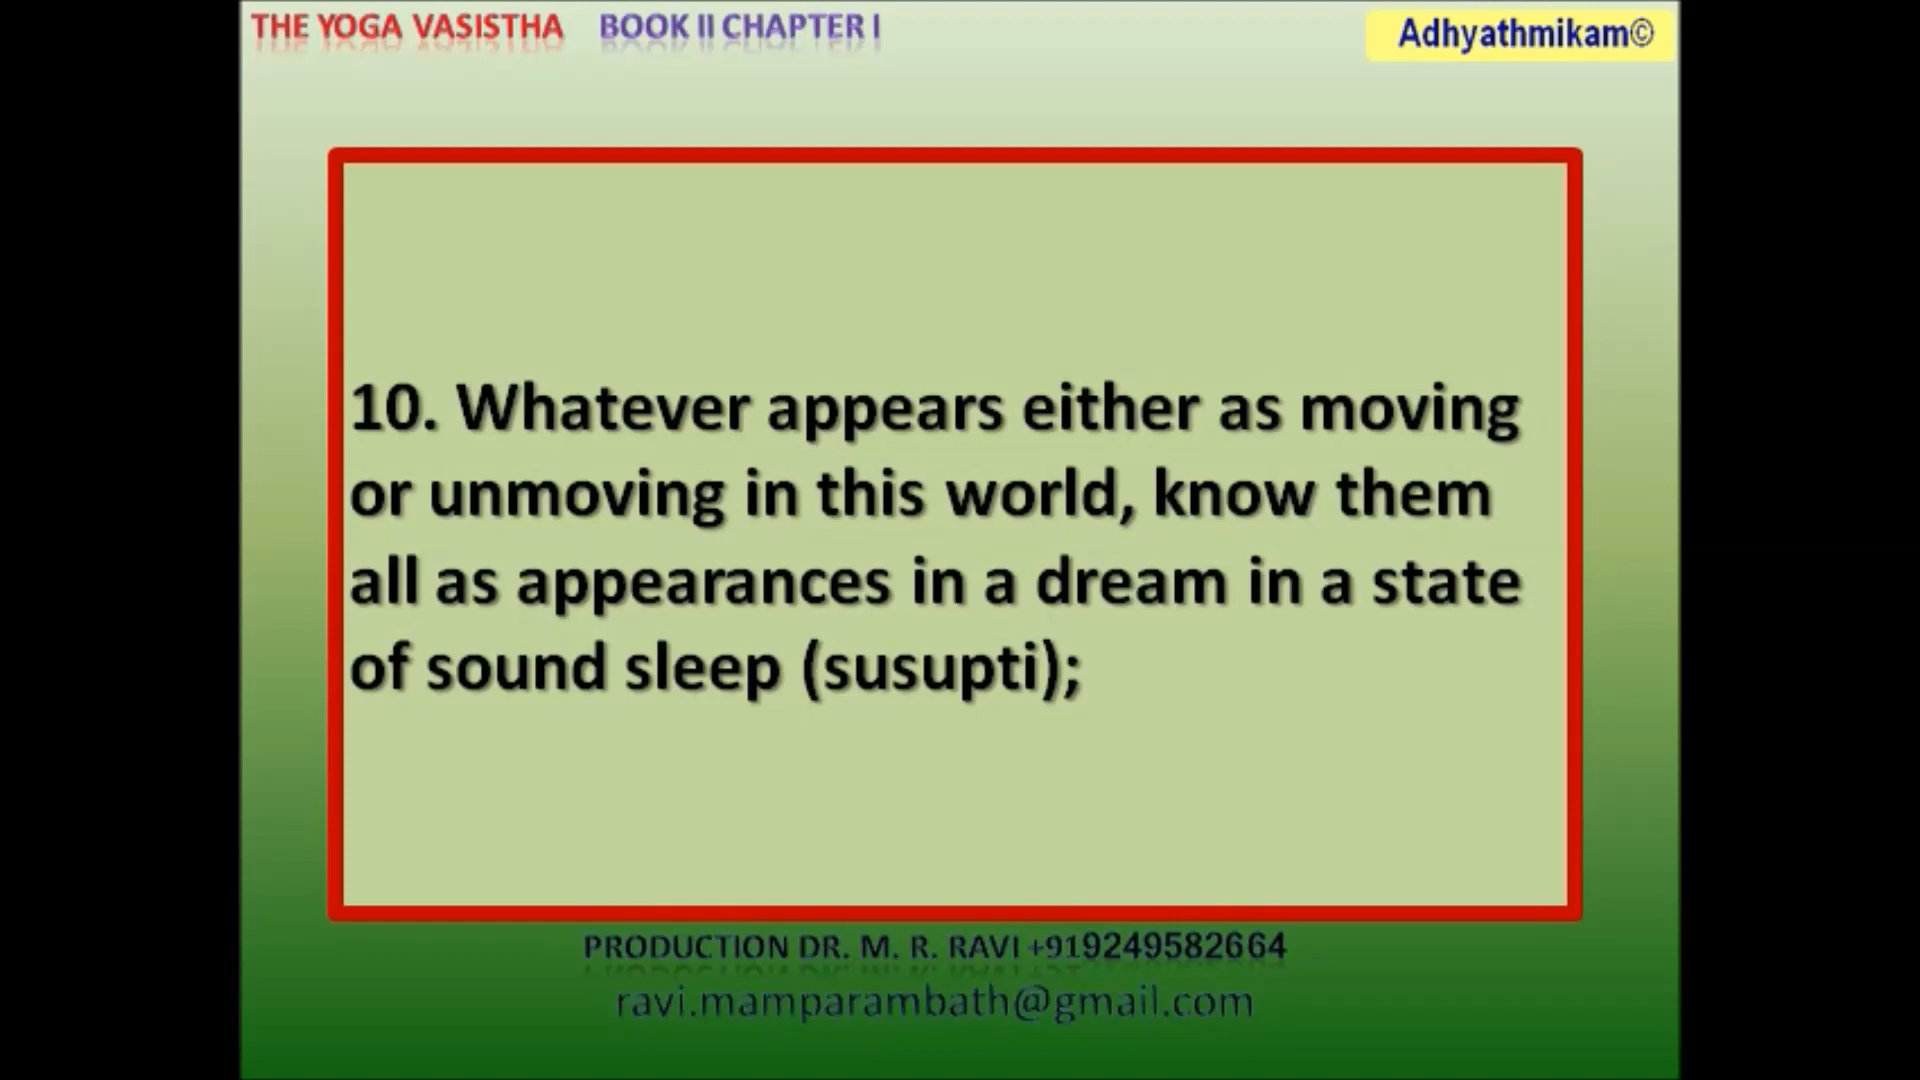 THE YOGA VASISTHA BOOK II CHAPTER I
Adhyathmikam©
10. Whatever appears either as moving
or unmoving in this world, know them
all as appearances in a dream in a state
of sound sleep (susupti);
PRODUCTION DR. M. R. RAVI +919249582664
ravi.mamparambath@gmail.com